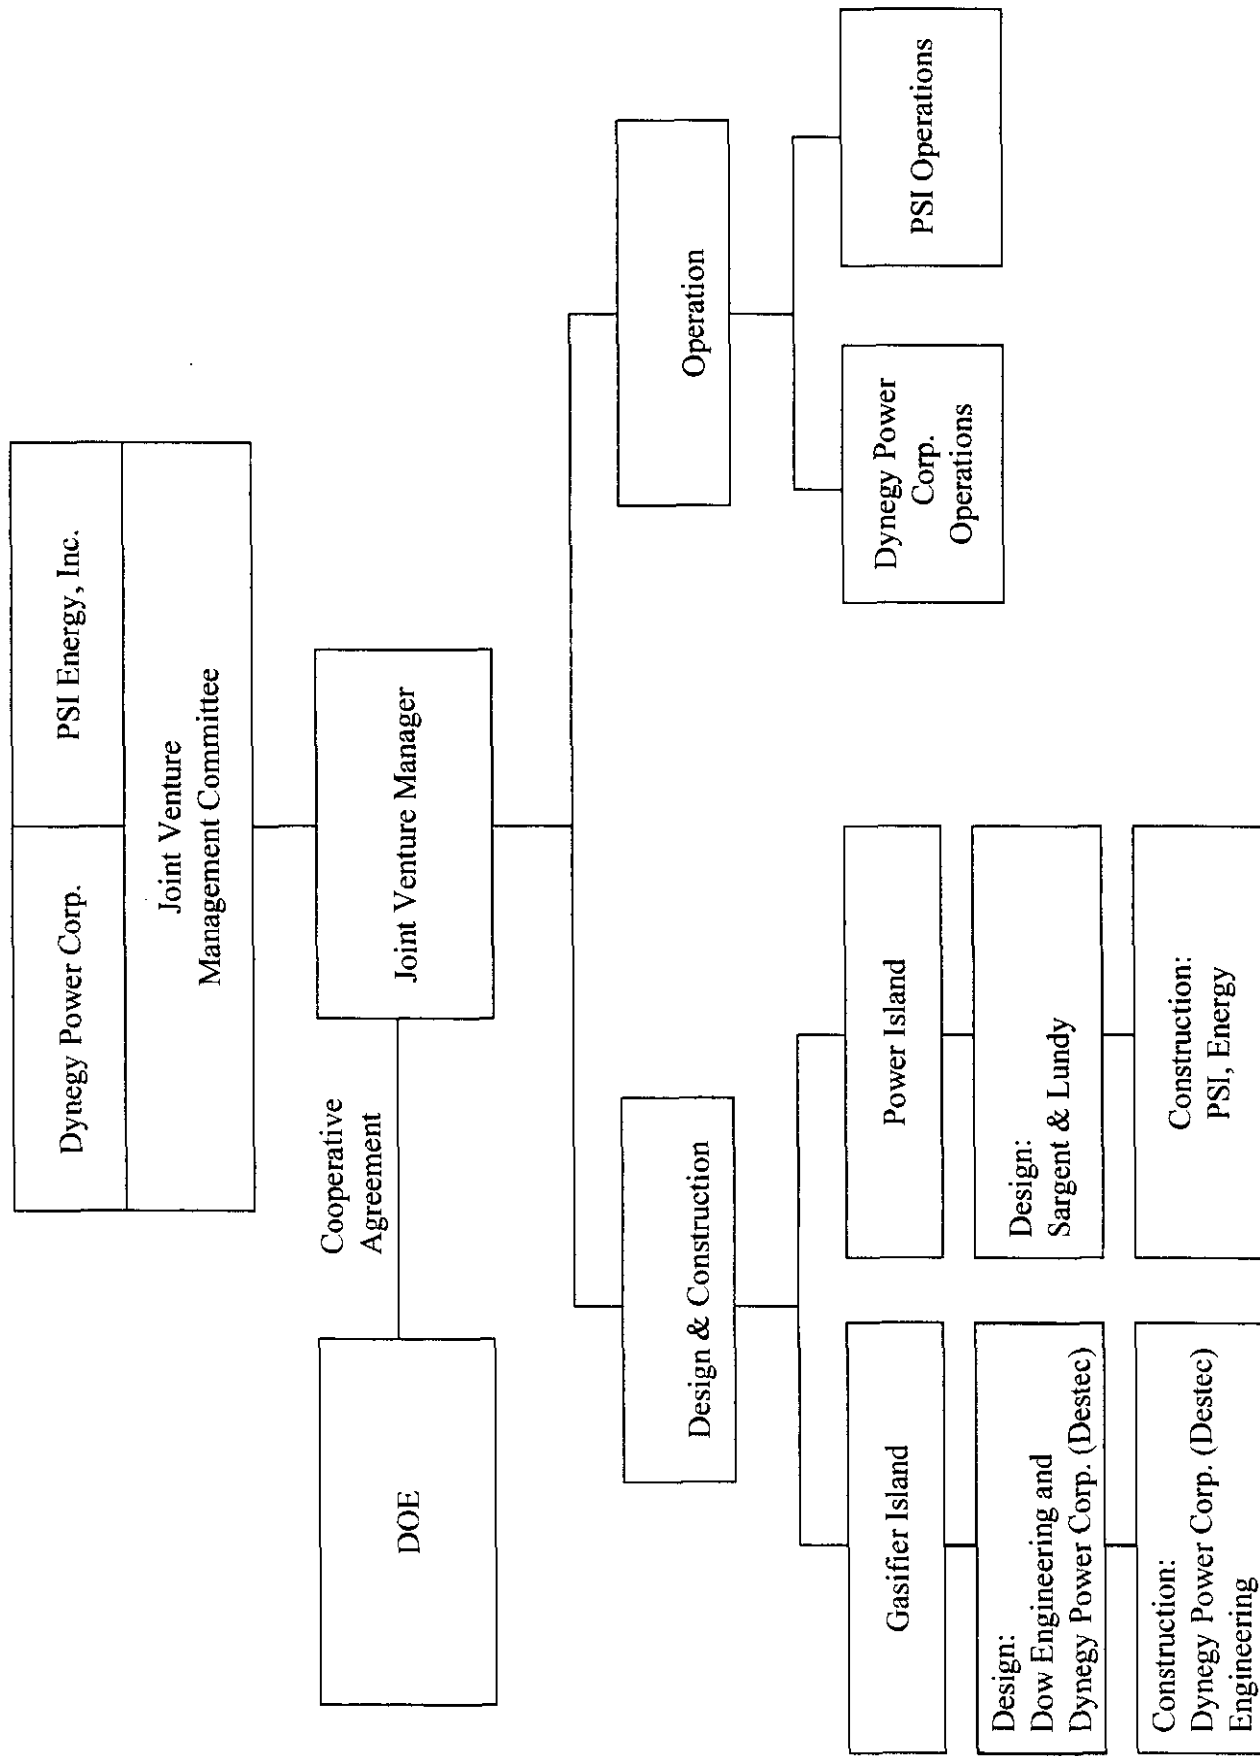 Dynegy Power Corp.
PSI Energy, Inc.
Joint Venture
Management Committee
DOE
Cooperative
Agreement
Joint Venture Manager
Design & Construction
Operation
Gasifier Island
Power Island
Dynegy Power
Corp.
Operations
PSI Operations
Design:
Dow Engineering and
Dynegy Power Corp. (Destec)
Design:
Sargent & Lundy
Construction:
Dynegy Power Corp. (Destec)
Engineering
Construction:
PSI, Energy